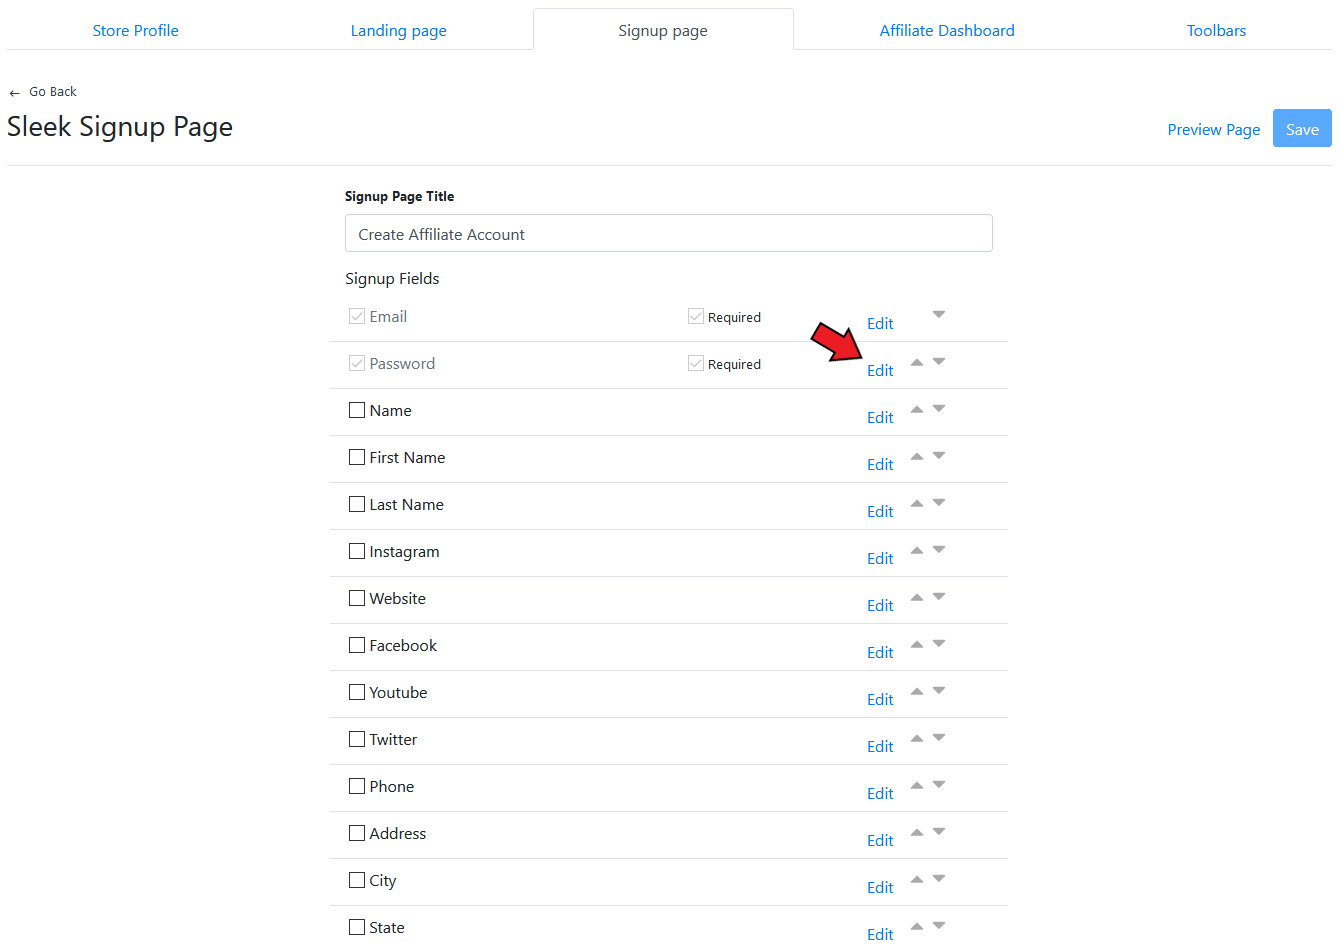 Store Profile Landing page Signup page Affiliate Dashboard Toolbars
← Go Back
Sleek Signup Page
Preview Page Save
Signup Page Title
Create Affiliate Account
Signup Fields
Email Required Edit
Password Required Edit
Name Edit
First Name Edit
Last Name Edit
Instagram Edit
Website Edit
Facebook Edit
Youtube Edit
Twitter Edit
Phone Edit
Address Edit
City Edit
State Edit